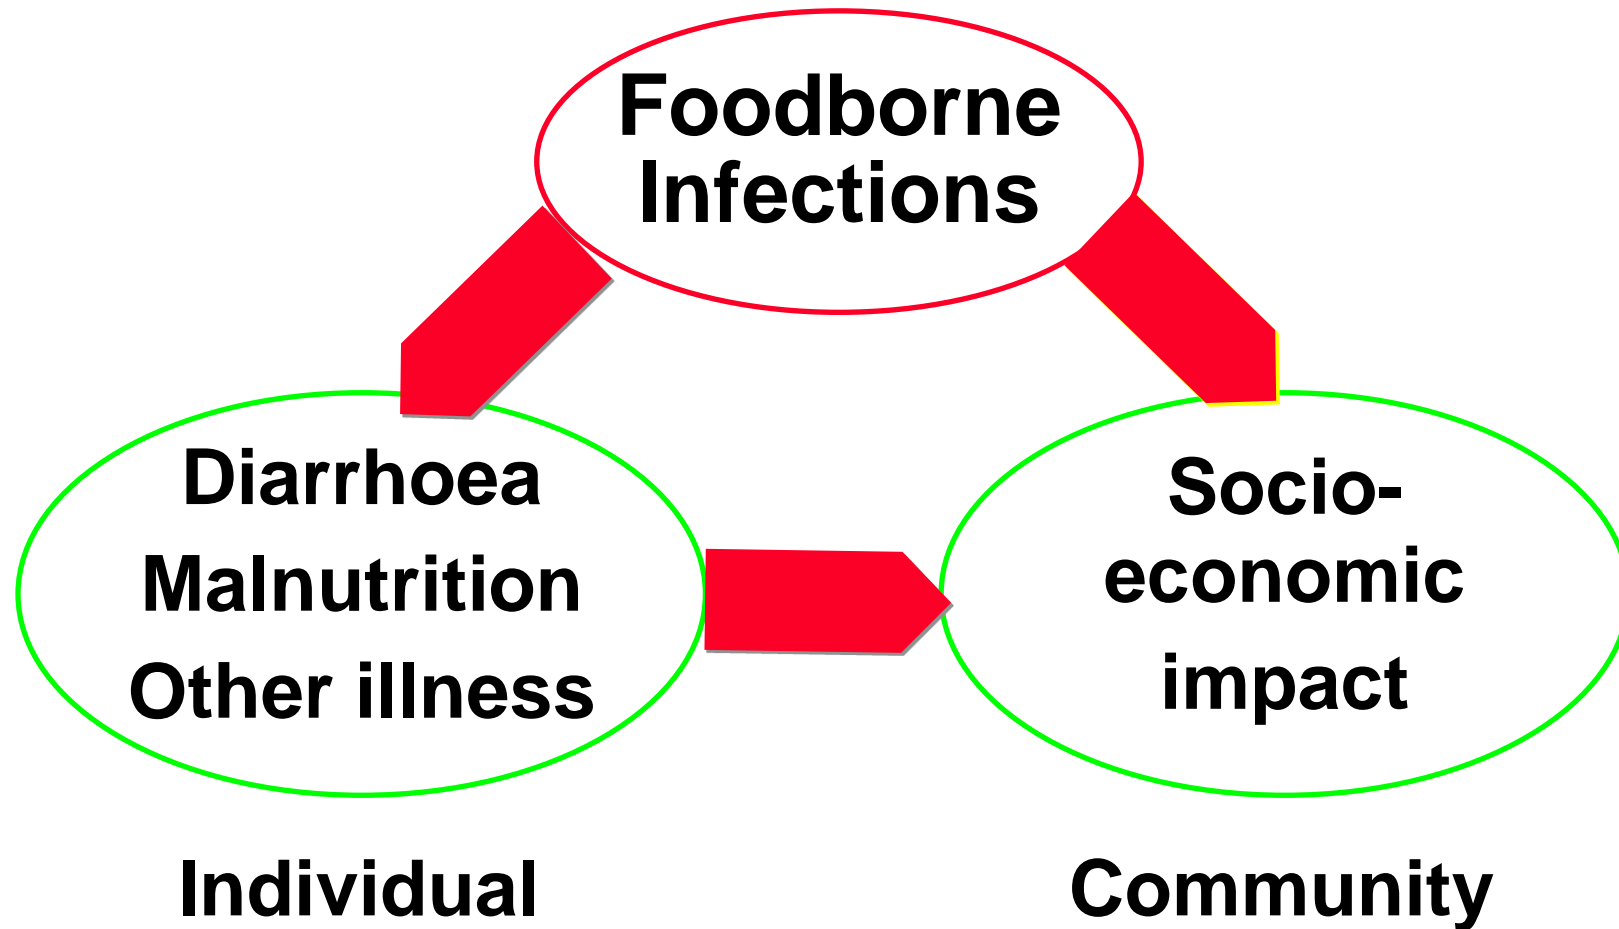 Foodborne
Infections
Diarrhoea
Malnutrition
Other illness
Socio-
economic
impact
Individual
Community